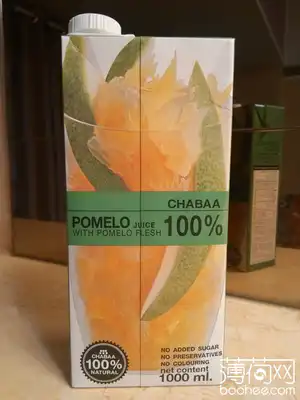 CHABAA
POMELO JUICE 100%
WITH POMELO FLESH
CHABAA
100%
NATURAL
NO ADDED SUGAR
NO PRESERVATIVES
NO COLOURING
net content
1000 ml.
薄荷网
boohee.com